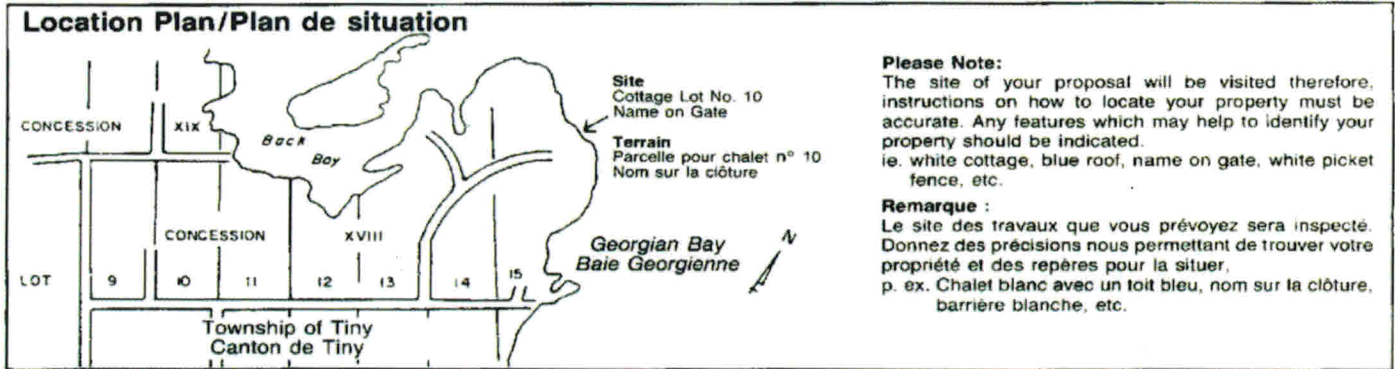 Location Plan/Plan de situation
CONCESSION XIX
Back
Bay
CONCESSION XVIII
LOT 9 10 11 12 13 14 15
Township of Tiny
Canton de Tiny
Site
Cottage Lot No. 10
Name on Gate
Terrain
Parcelle pour chalet n° 10
Nom sur la clôture
Georgian Bay
Baie Georgienne
N
Please Note:
The site of your proposal will be visited therefore,
instructions on how to locate your property must be
accurate. Any features which may help to identify your
property should be indicated.
ie. white cottage, blue roof, name on gate, white picket
fence, etc.
Remarque :
Le site des travaux que vous prévoyez sera inspecté.
Donnez des précisions nous permettant de trouver votre
propriété et des repères pour la situer,
p. ex. Chalet blanc avec un toit bleu, nom sur la clôture,
barrière blanche, etc.